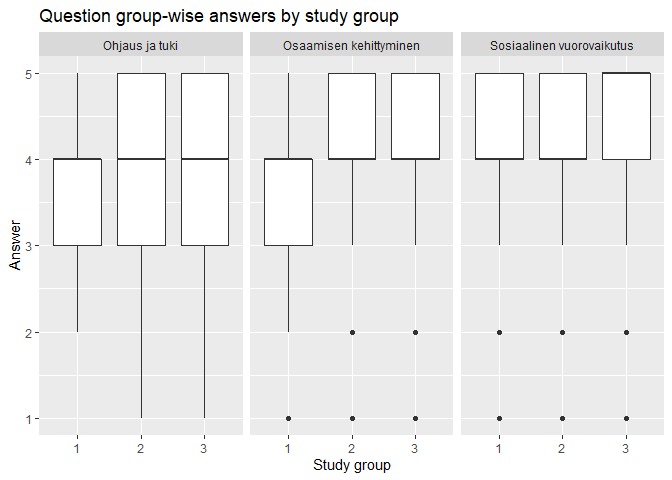 Question group-wise answers by study group
Ohjaus ja tuki
Osaamisen kehittyminen
Sosiaalinen vuorovaikutus
5
4
3
2
1
Answer
1 2 3
1 2 3
1 2 3
Study group